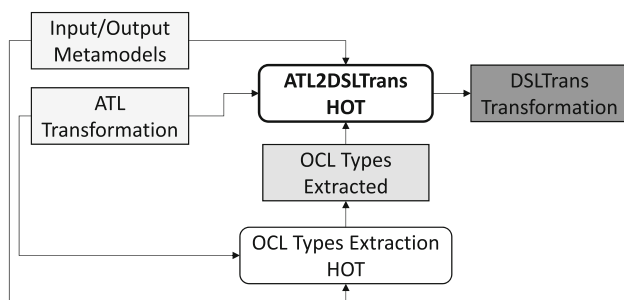 Input/Output
Metamodels
ATL
Transformation
ATL2DSLTrans
HOT
DSLTrans
Transformation
OCL Types
Extracted
OCL Types Extraction
HOT